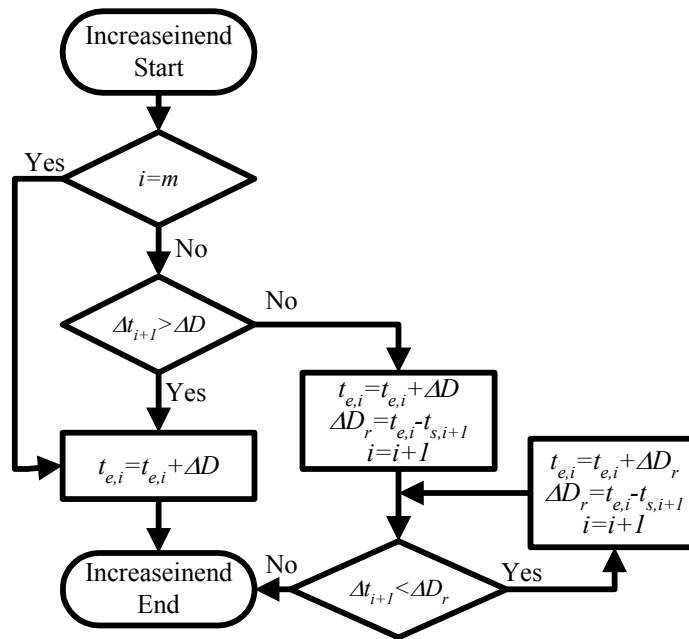 Increaseinend
Start
Yes
i=m
No
No
Δt_{i+1}>ΔD
Yes
t_{e,i}=t_{e,i}+ΔD
ΔD_r=t_{e,i}-t_{s,i+1}
i=i+1
t_{e,i}=t_{e,i}+ΔD_r
ΔD_r=t_{e,i}-t_{s,i+1}
i=i+1
t_{e,i}=t_{e,i}+ΔD
Increaseinend
End
No
Δt_{i+1}<ΔD_r
Yes